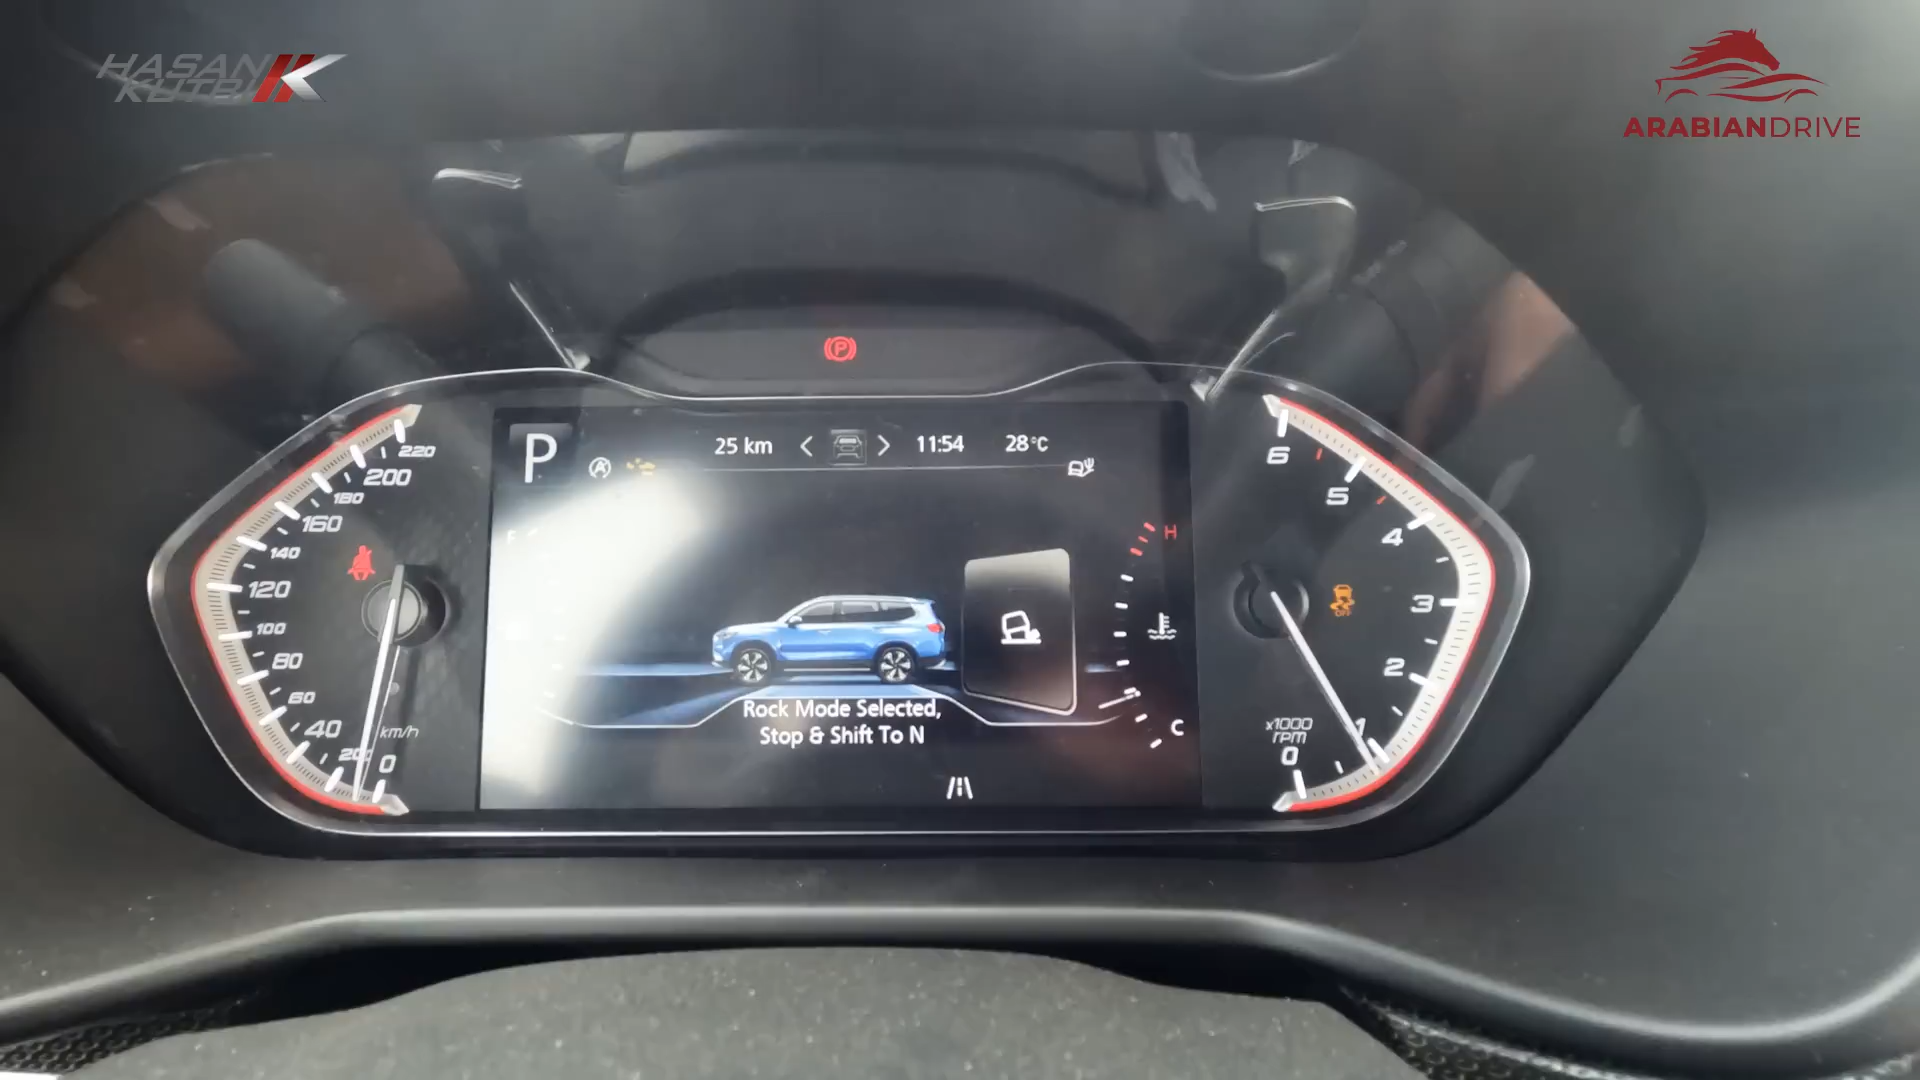 HASAN
KUTBI
ARABIANDRIVE
P
P
25 km
11:54
28°C
A
F
H
C
220
200
180
160
140
120
100
80
60
40
20
0
km/h
6
5
4
3
2
1
0
x1000
rpm
OFF
Rock Mode Selected,
Stop & Shift To N